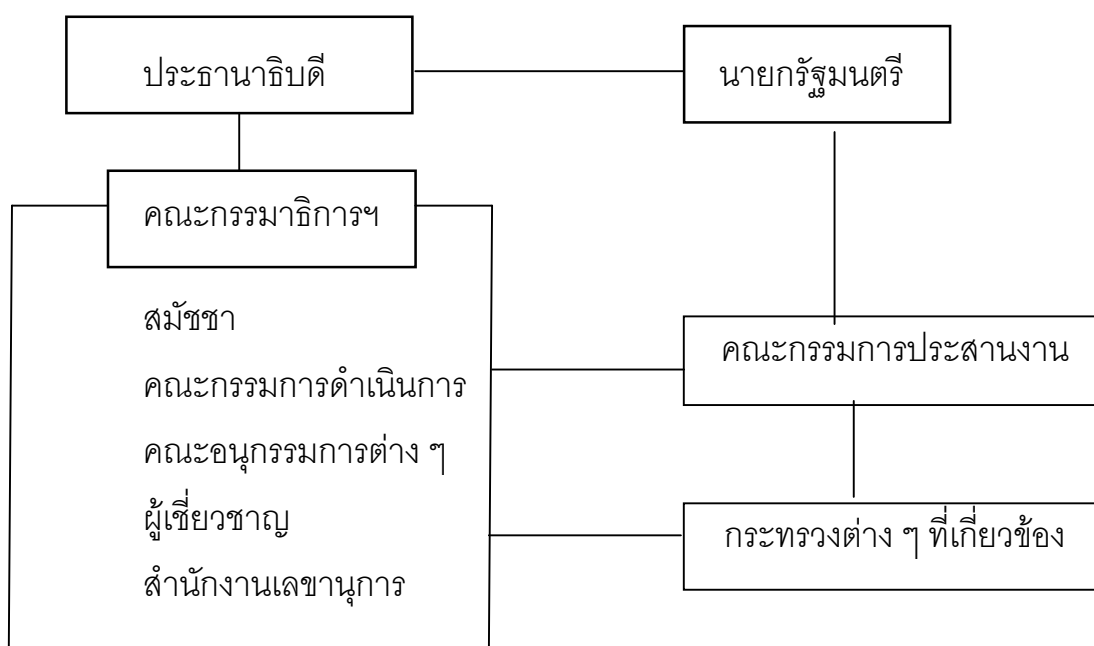 ประธานาธิบดี
นายกรัฐมนตรี
คณะกรรมาธิการฯ
สมัชชา
คณะกรรมการดำเนินการ
คณะอนุกรรมการต่าง ๆ
ผู้เชี่ยวชาญ
สำนักงานเลขานุการ
คณะกรรมการประสานงาน
กระทรวงต่าง ๆ ที่เกี่ยวข้อง